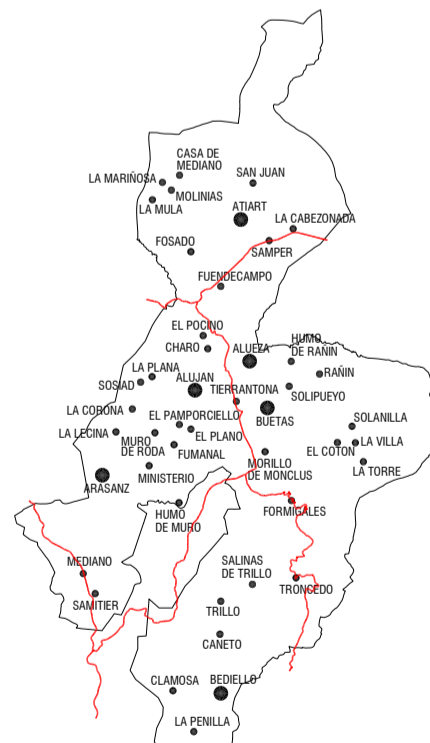 CASA DE
MEDIANO
LA MARIÑOSA
SAN JUAN
MOLINIAS
LA MULA
ATIART
LA CABEZONADA
FOSADO
SAMPER
FUENDECAMPO
EL POCINO
CHARO
ALUEZA
HUMO
DE RAÑIN
LA PLANA
RAÑIN
SOSIAD
ALUJAN
TIERRANTONA
SOLIPUEYO
LA CORONA
BUETAS
EL PAMPORCIELLO
SOLANILLA
LA LECINA
MURO
DE RODA
EL PLANO
EL COTON
LA VILLA
FUMANAL
MORILLO
DE MONCLUS
LA TORRE
MINISTERIO
ARASANZ
HUMO
DE MURO
FORMIGALES
MEDIANO
SALINAS
DE TRILLO
TRONCEDO
SAMITIER
TRILLO
CANETO
CLAMOSA
BEDIELLO
LA PENILLA